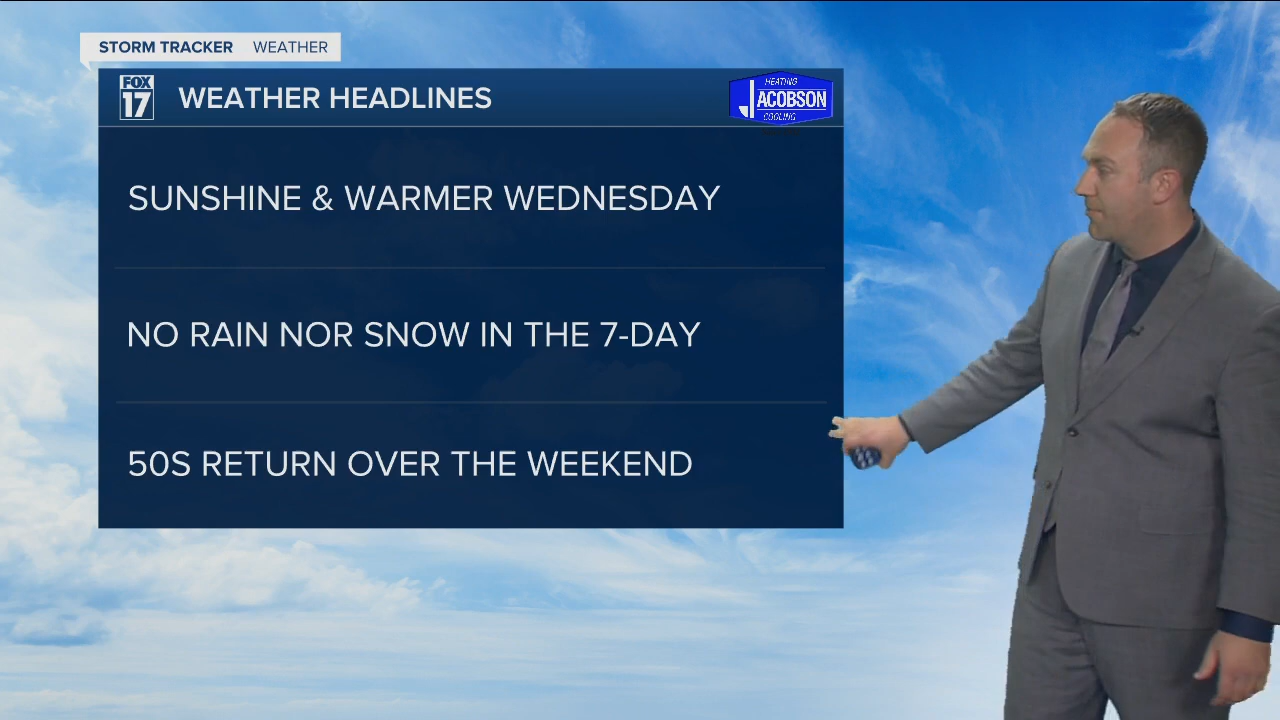 STORM TRACKER WEATHER
FOX
17
WEATHER HEADLINES
HEATING
JACOBSON
COOLING
SUNSHINE & WARMER WEDNESDAY
NO RAIN NOR SNOW IN THE 7-DAY
50S RETURN OVER THE WEEKEND